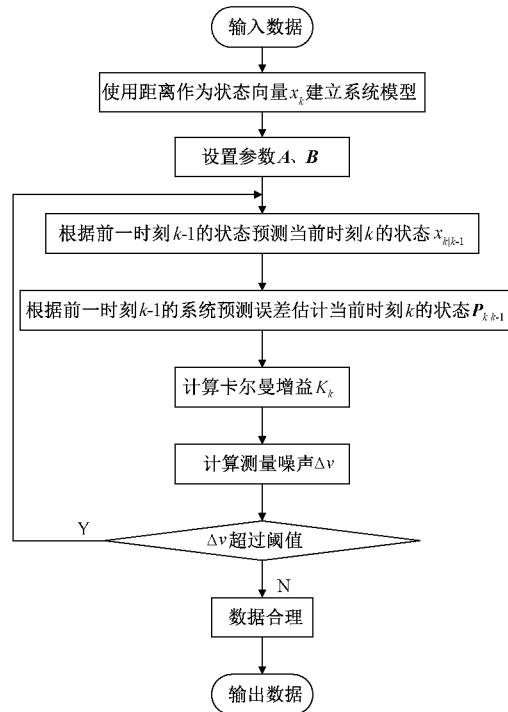 输入数据
使用距离作为状态向量x_k建立系统模型
设置参数A、B
根据前一时刻k-1的状态预测当前时刻k的状态 x_{k|k-1}
根据前一时刻k-1的系统预测误差估计当前时刻k的状态P_{k k-1}
计算卡尔曼增益K_k
计算测量噪声Δv
Y
Δv超过阈值
N
数据合理
输出数据